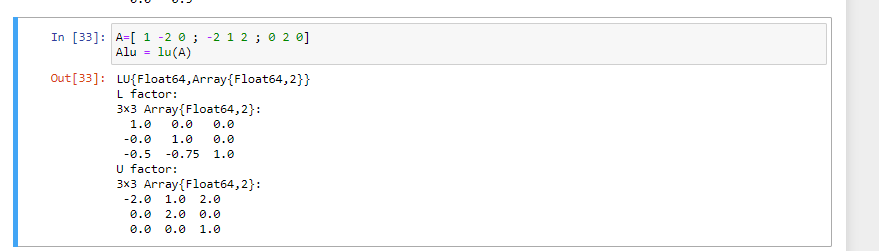 In [33]: A=[ 1 -2 0 ; -2 1 2 ; 0 2 0]
Alu = lu(A)
Out[33]: LU{Float64,Array{Float64,2}}
L factor:
3×3 Array{Float64,2}:
1.0 0.0 0.0
-0.0 1.0 0.0
-0.5 -0.75 1.0
U factor:
3×3 Array{Float64,2}:
-2.0 1.0 2.0
0.0 2.0 0.0
0.0 0.0 1.0